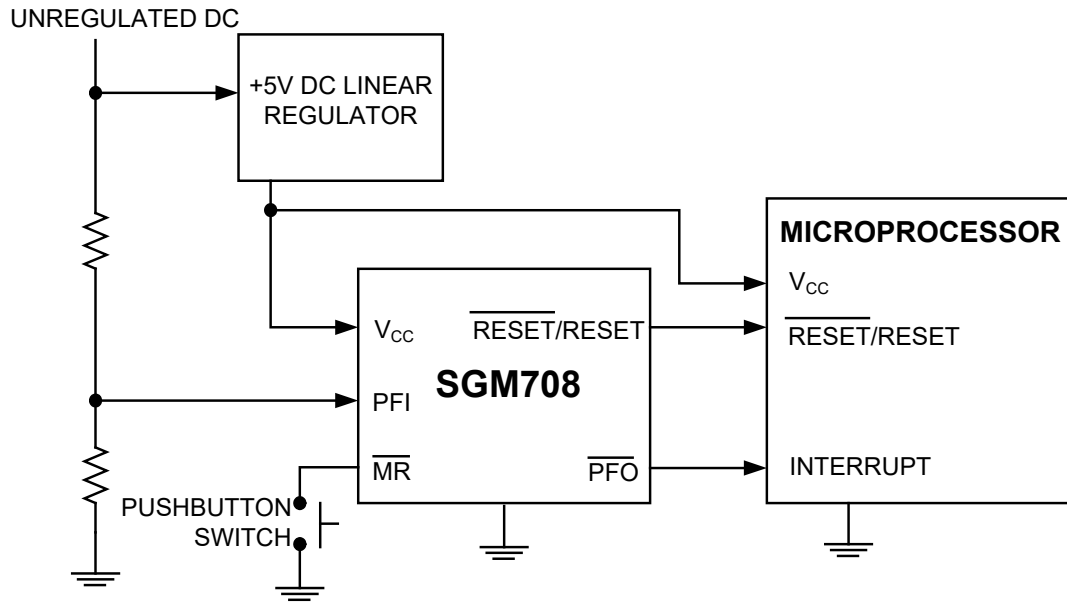 UNREGULATED DC
+5V DC LINEAR
REGULATOR
MICROPROCESSOR
VCC
RESET/RESET
VCC
RESET/RESET
SGM708
PFI
MR
PFO
INTERRUPT
PUSHBUTTON
SWITCH